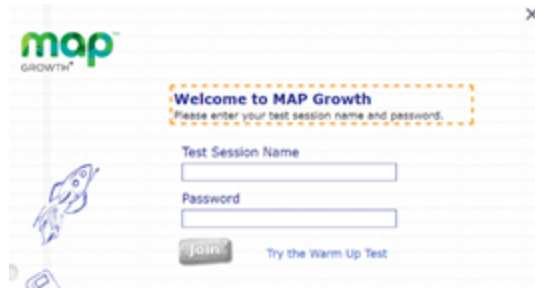 map
GROWTH
Welcome to MAP Growth
Please enter your test session name and password.
Test Session Name
Password
Join
Try the Warm Up Test